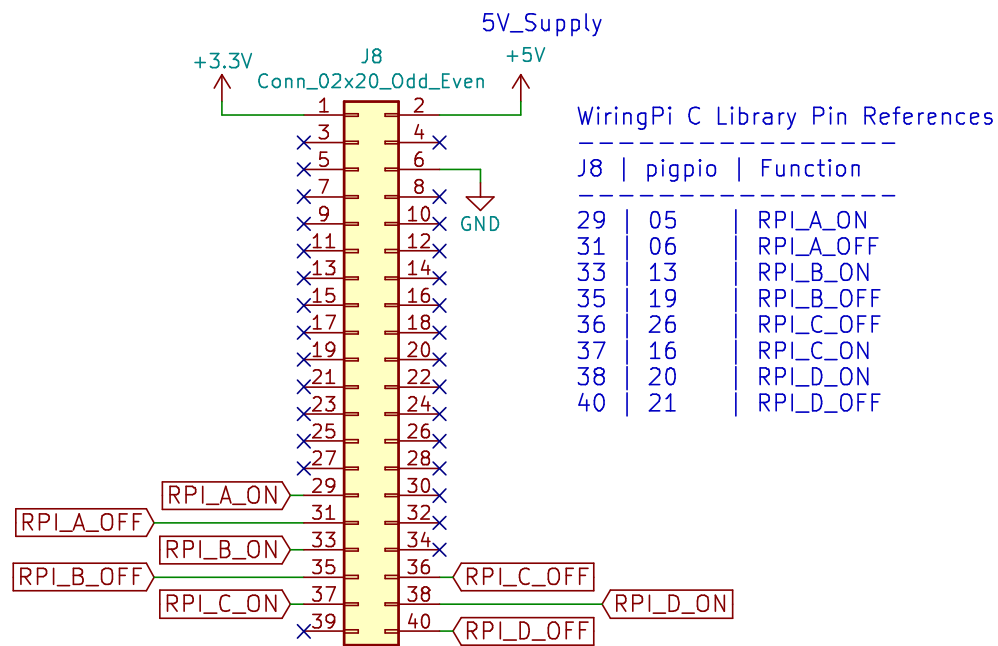 5V_Supply
+3.3V
J8
+5V
Conn_02x20_Odd_Even
1 2
3 4
5 6
7 8
GND
9 10
11 12
13 14
15 16
17 18
19 20
21 22
23 24
25 26
27 28
RPI_A_ON 29 30
RPI_A_OFF 31 32
RPI_B_ON 33 34
RPI_B_OFF 35 36 RPI_C_OFF
RPI_C_ON 37 38 RPI_D_ON
39 40 RPI_D_OFF
WiringPi C Library Pin References
----------------
J8 | pigpio | Function
----------------
29 | 05 | RPI_A_ON
31 | 06 | RPI_A_OFF
33 | 13 | RPI_B_ON
35 | 19 | RPI_B_OFF
36 | 26 | RPI_C_OFF
37 | 16 | RPI_C_ON
38 | 20 | RPI_D_ON
40 | 21 | RPI_D_OFF